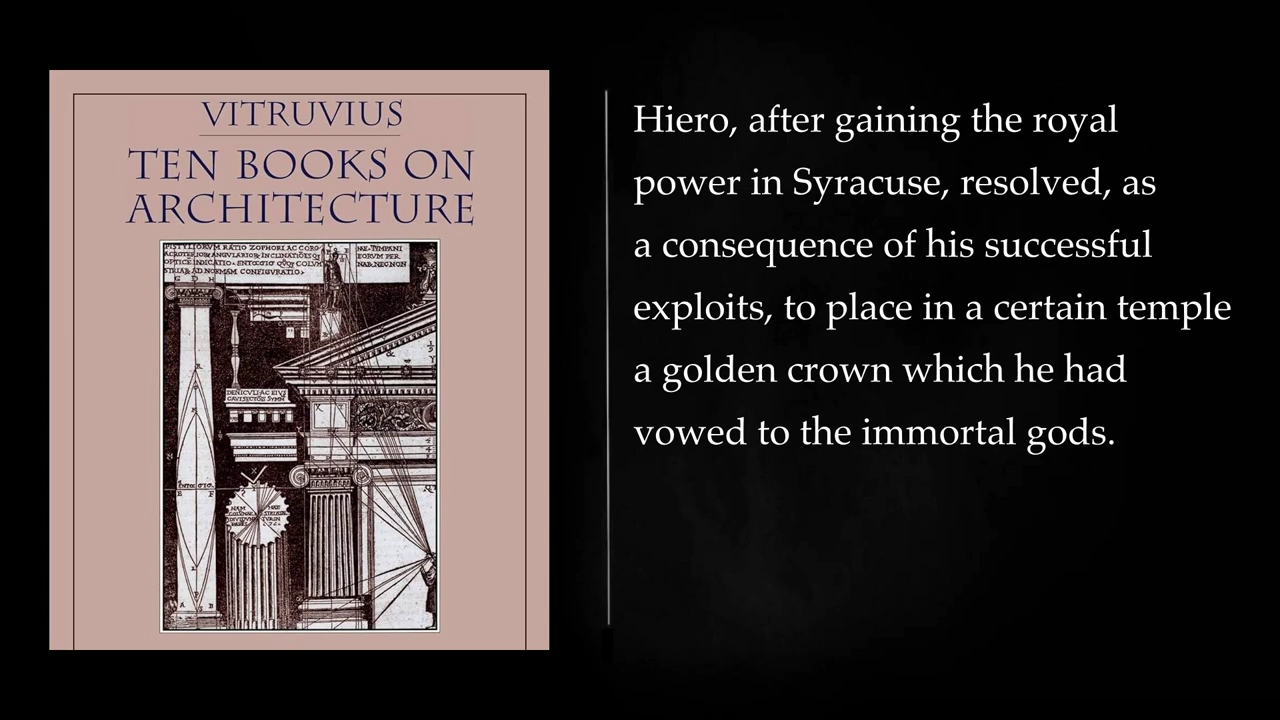 VITRUVIUS
TEN BOOKS ON
ARCHITECTURE
Hiero, after gaining the royal
power in Syracuse, resolved, as
a consequence of his successful
exploits, to place in a certain temple
a golden crown which he had
vowed to the immortal gods.